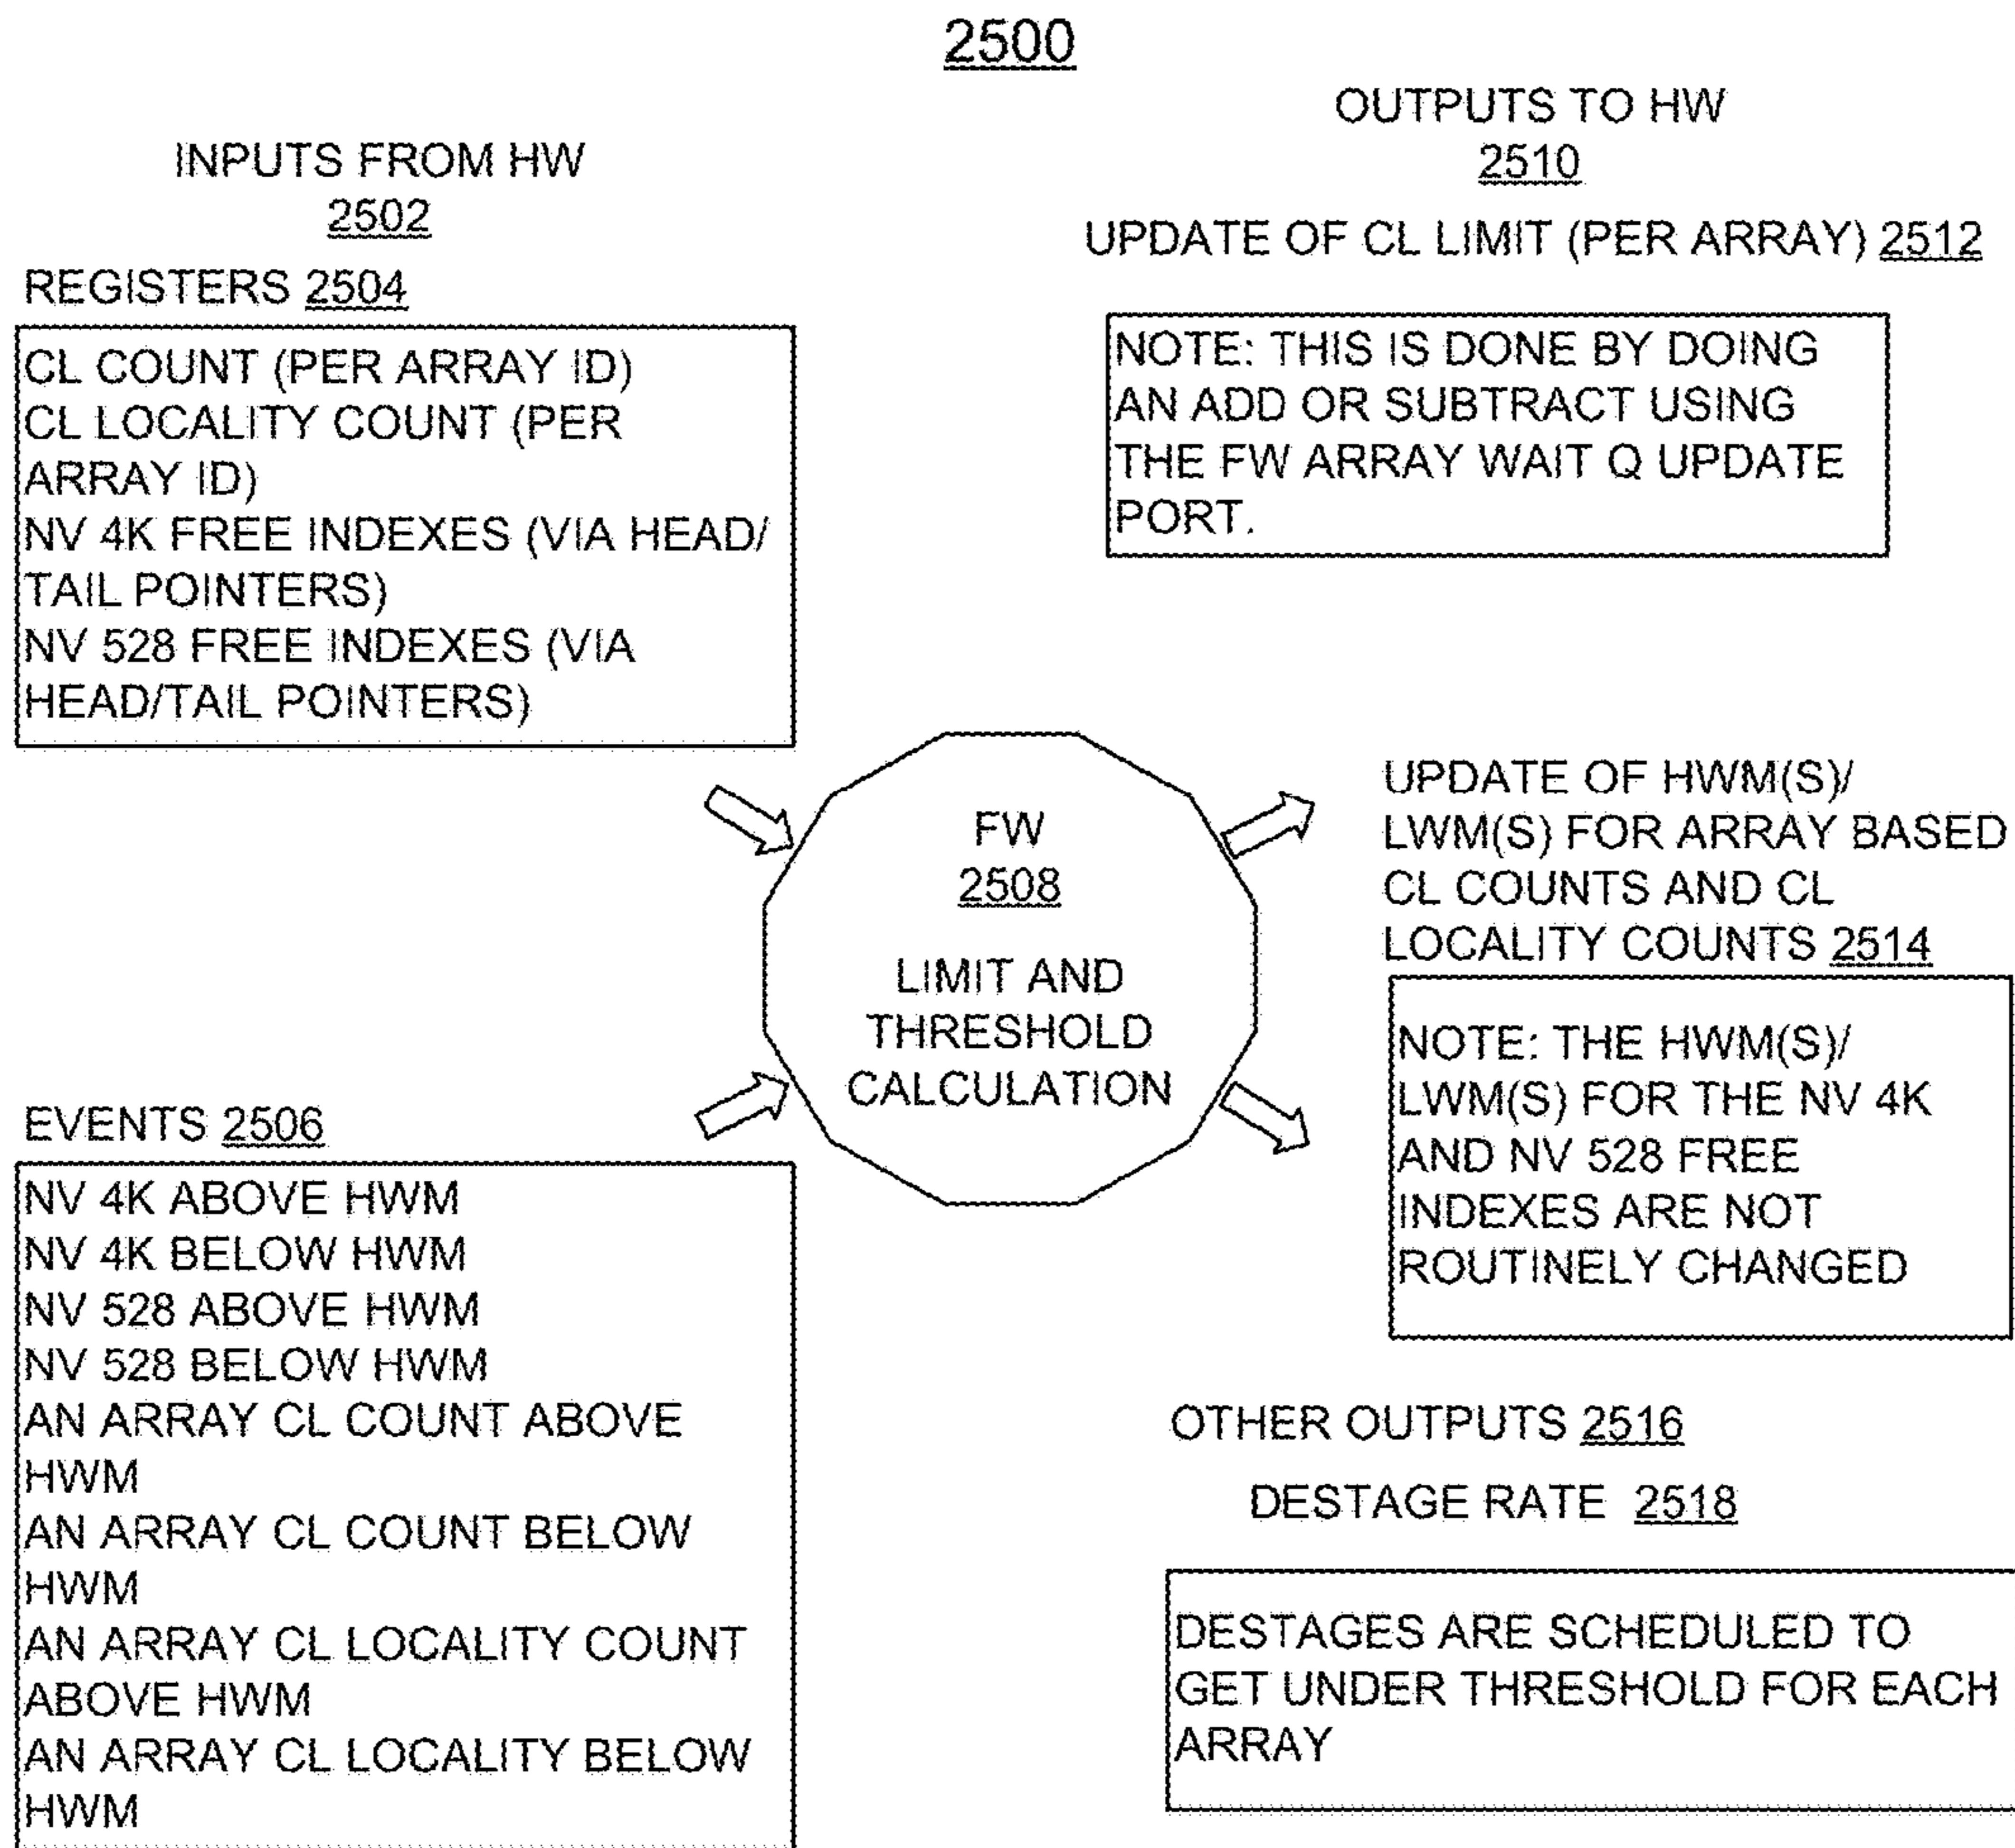 2500
INPUTS FROM HW
2502
REGISTERS 2504
CL COUNT (PER ARRAY ID)
CL LOCALITY COUNT (PER
ARRAY ID)
NV 4K FREE INDEXES (VIA HEAD/
TAIL POINTERS)
NV 528 FREE INDEXES (VIA
HEAD/TAIL POINTERS)
EVENTS 2506
NV 4K ABOVE HWM
NV 4K BELOW HWM
NV 528 ABOVE HWM
NV 528 BELOW HWM
AN ARRAY CL COUNT ABOVE
HWM
AN ARRAY CL COUNT BELOW
HWM
AN ARRAY CL LOCALITY COUNT
ABOVE HWM
AN ARRAY CL LOCALITY BELOW
HWM
FW
2508
LIMIT AND
THRESHOLD
CALCULATION
OUTPUTS TO HW
2510
UPDATE OF CL LIMIT (PER ARRAY) 2512
NOTE: THIS IS DONE BY DOING
AN ADD OR SUBTRACT USING
THE FW ARRAY WAIT Q UPDATE
PORT.
UPDATE OF HWM(S)/
LWM(S) FOR ARRAY BASED
CL COUNTS AND CL
LOCALITY COUNTS 2514
NOTE: THE HWM(S)/
LWM(S) FOR THE NV 4K
AND NV 528 FREE
INDEXES ARE NOT
ROUTINELY CHANGED
OTHER OUTPUTS 2516
DESTAGE RATE 2518
DESTAGES ARE SCHEDULED TO
GET UNDER THRESHOLD FOR EACH
ARRAY